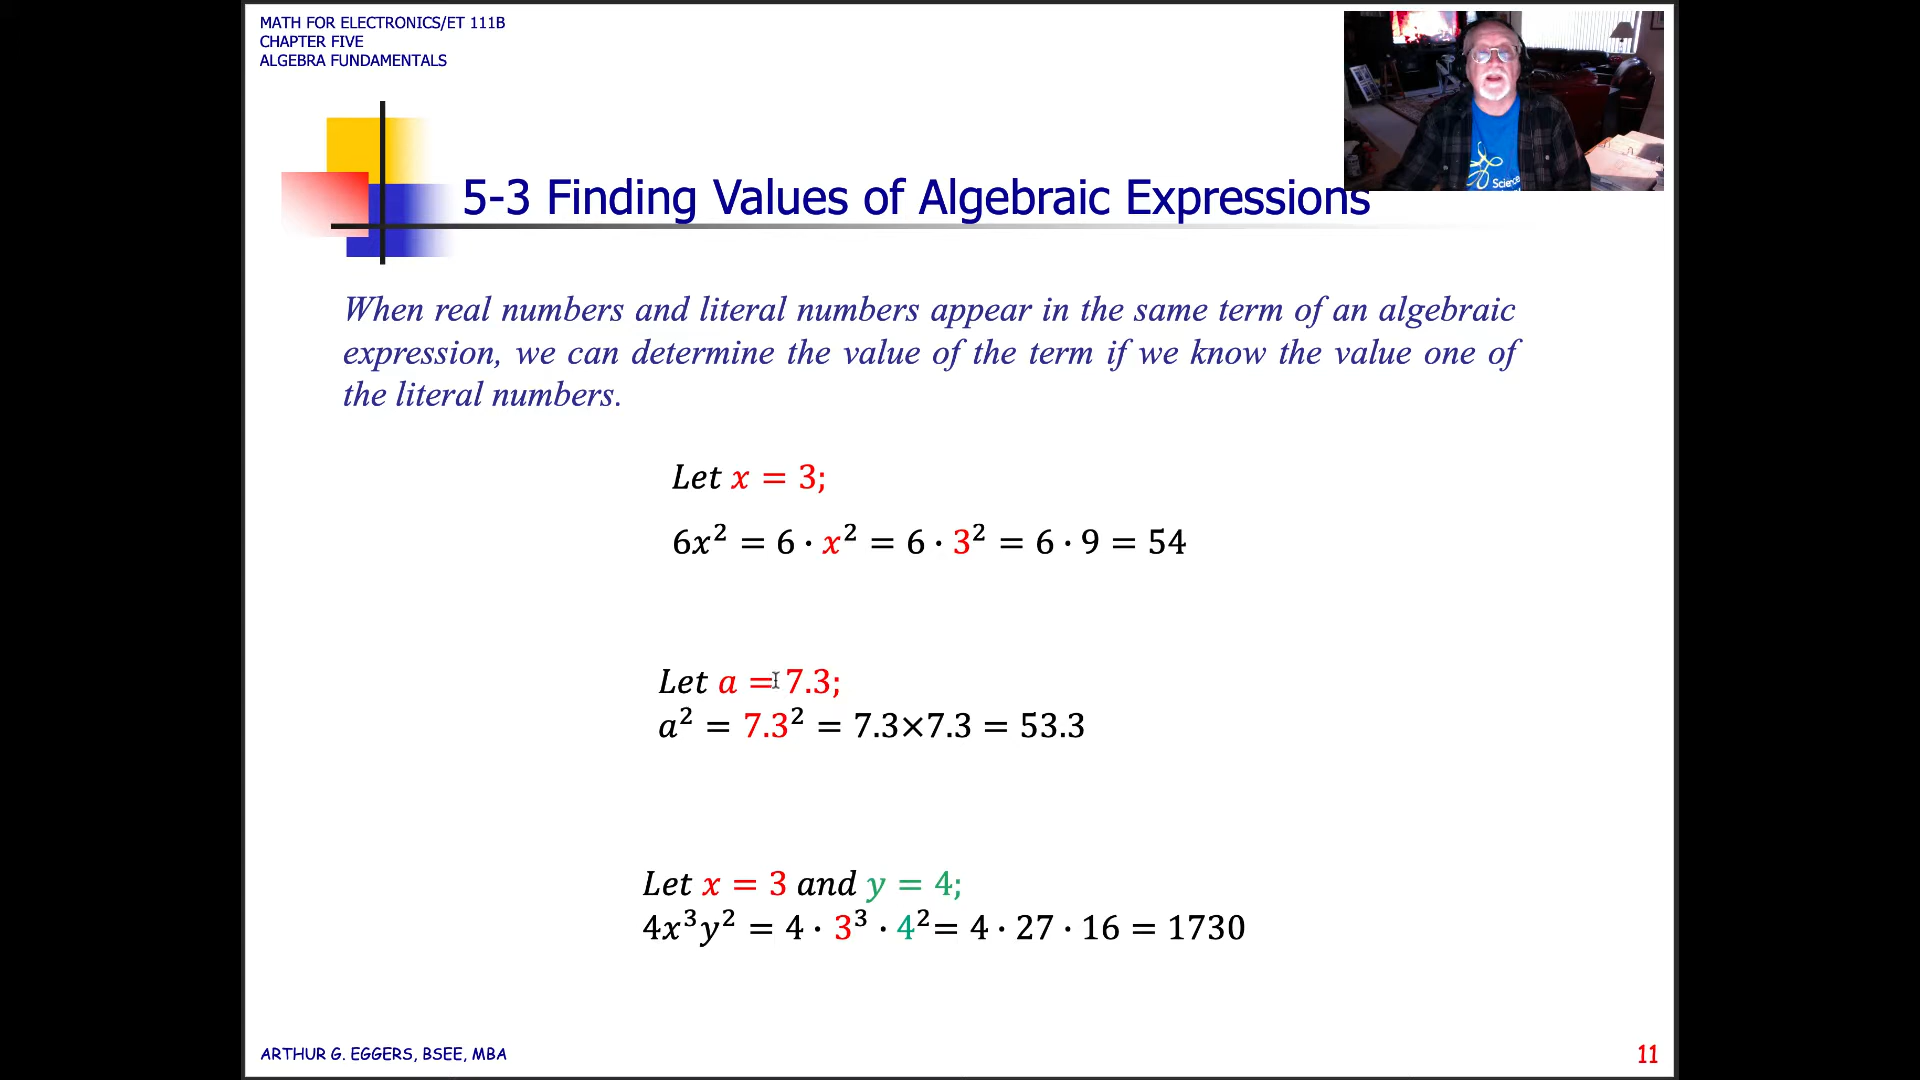 MATH FOR ELECTRONICS/ET 111B
CHAPTER FIVE
ALGEBRA FUNDAMENTALS
5-3 Finding Values of Algebraic Expressions
Science
When real numbers and literal numbers appear in the same term of an algebraic
expression, we can determine the value of the term if we know the value one of
the literal numbers.
Let x = 3;
6x² = 6 · x² = 6 · 3² = 6 · 9 = 54
Let a = 7.3;
a² = 7.3² = 7.3×7.3 = 53.3
Let x = 3 and y = 4;
4x³y² = 4 · 3³ · 4² = 4 · 27 · 16 = 1730
ARTHUR G. EGGERS, BSEE, MBA
11